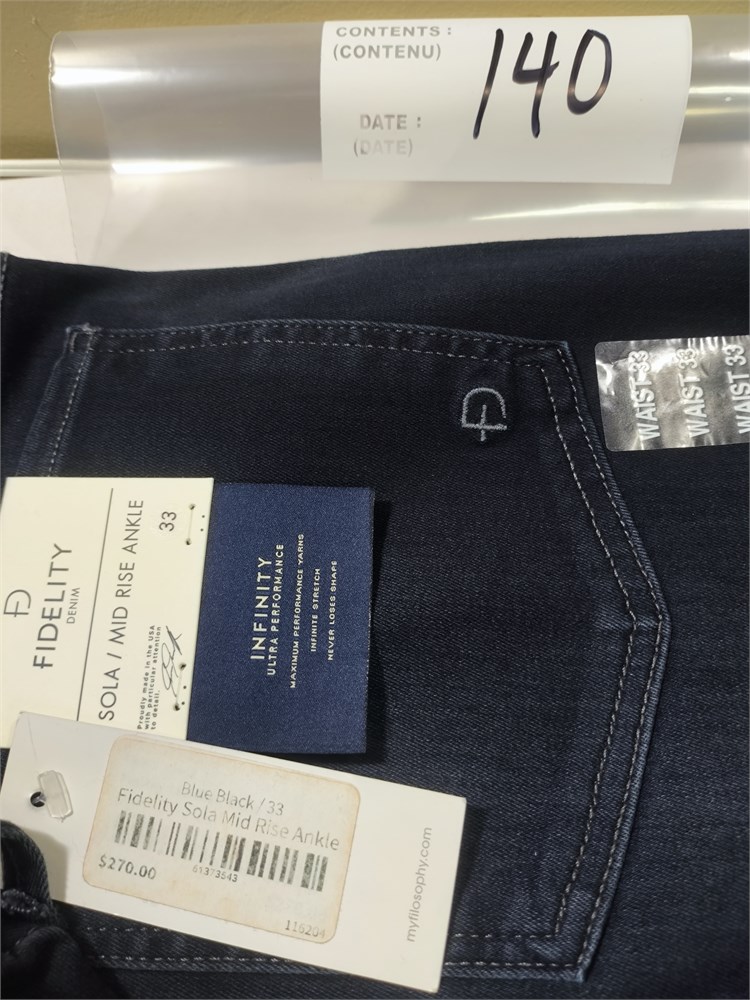 CONTENTS :
(CONTENU)
140
DATE :
(DATE)
WAIST 33
WAIST 33
WAIST 33
FIDELITY
DENIM
SOLA / MID RISE ANKLE
33
Proudly made in the USA
with particular attention
to detail.
INFINITY
ULTRA PERFORMANCE
MAXIMUM PERFORMANCE YARNS
INFINITE STRETCH
NEVER LOSES SHAPE
Blue Black / 33
Fidelity Sola Mid Rise Ankle
61373543
$270.00
116204
myfilosophy.com